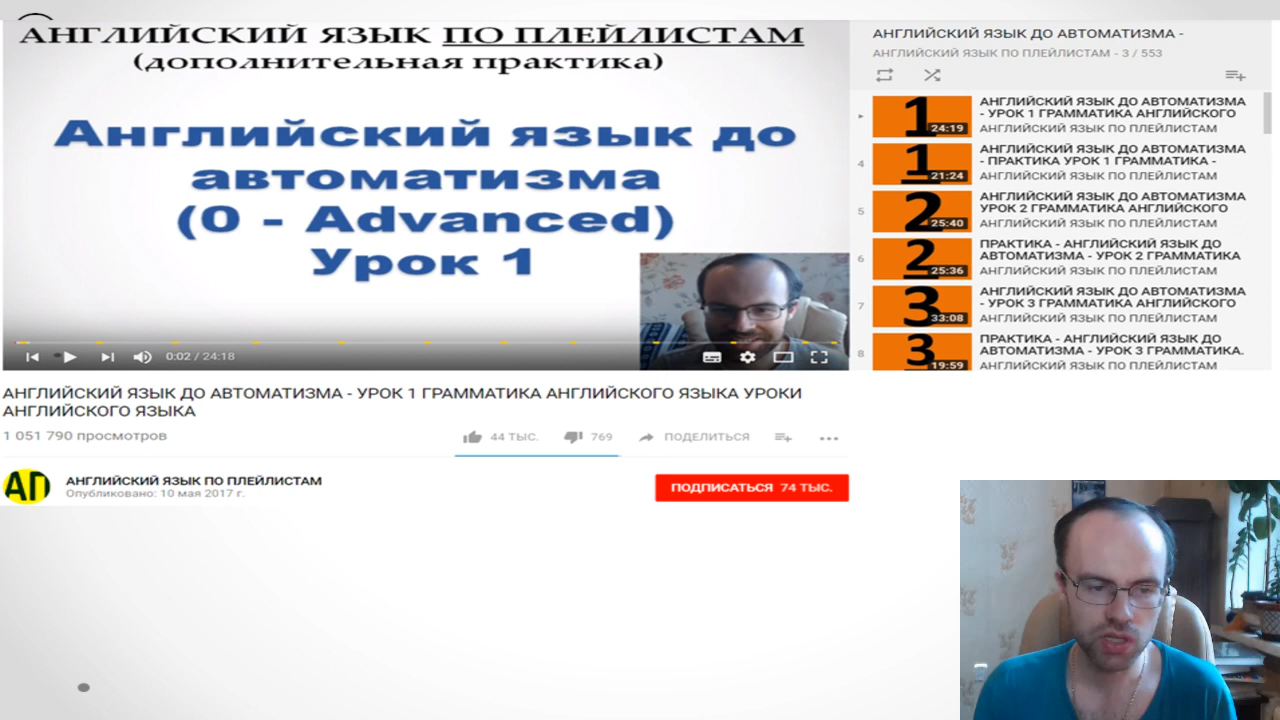 АНГЛИЙСКИЙ ЯЗЫК ПО ПЛЕЙЛИСТАМ
(дополнительная практика)
Английский язык до
автоматизма
(0 - Advanced)
Урок 1
0:02 / 24:18
АНГЛИЙСКИЙ ЯЗЫК ДО АВТОМАТИЗМА - УРОК 1 ГРАММАТИКА АНГЛИЙСКОГО ЯЗЫКА УРОКИ
АНГЛИЙСКОГО ЯЗЫКА
1 051 790 просмотров
44 ТЫС. 769 ПОДЕЛИТЬСЯ
АП
АНГЛИЙСКИЙ ЯЗЫК ПО ПЛЕЙЛИСТАМ
Опубликовано: 10 мая 2017 г.
ПОДПИСАТЬСЯ 74 ТЫС.
АНГЛИЙСКИЙ ЯЗЫК ДО АВТОМАТИЗМА -
АНГЛИЙСКИЙ ЯЗЫК ПО ПЛЕЙЛИСТАМ - 3 / 553
1
24:19
АНГЛИЙСКИЙ ЯЗЫК ДО АВТОМАТИЗМА
- УРОК 1 ГРАММАТИКА АНГЛИЙСКОГО
АНГЛИЙСКИЙ ЯЗЫК ПО ПЛЕЙЛИСТАМ
4
1
21:24
АНГЛИЙСКИЙ ЯЗЫК ДО АВТОМАТИЗМА
- ПРАКТИКА УРОК 1 ГРАММАТИКА -
АНГЛИЙСКИЙ ЯЗЫК ПО ПЛЕЙЛИСТАМ
5
2
25:40
АНГЛИЙСКИЙ ЯЗЫК ДО АВТОМАТИЗМА
УРОК 2 ГРАММАТИКА АНГЛИЙСКОГО
АНГЛИЙСКИЙ ЯЗЫК ПО ПЛЕЙЛИСТАМ
6
2
25:36
ПРАКТИКА - АНГЛИЙСКИЙ ЯЗЫК ДО
АВТОМАТИЗМА - УРОК 2 ГРАММАТИКА
АНГЛИЙСКИЙ ЯЗЫК ПО ПЛЕЙЛИСТАМ
7
3
33:08
АНГЛИЙСКИЙ ЯЗЫК ДО АВТОМАТИЗМА
- УРОК 3 ГРАММАТИКА АНГЛИЙСКОГО
АНГЛИЙСКИЙ ЯЗЫК ПО ПЛЕЙЛИСТАМ
8
3
19:59
ПРАКТИКА - АНГЛИЙСКИЙ ЯЗЫК ДО
АВТОМАТИЗМА - УРОК 3 ГРАММАТИКА.
АНГЛИЙСКИЙ ЯЗЫК ПО ПЛЕЙЛИСТАМ